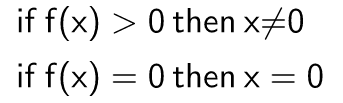 if f(x) > 0 then x≠0
if f(x) = 0 then x = 0